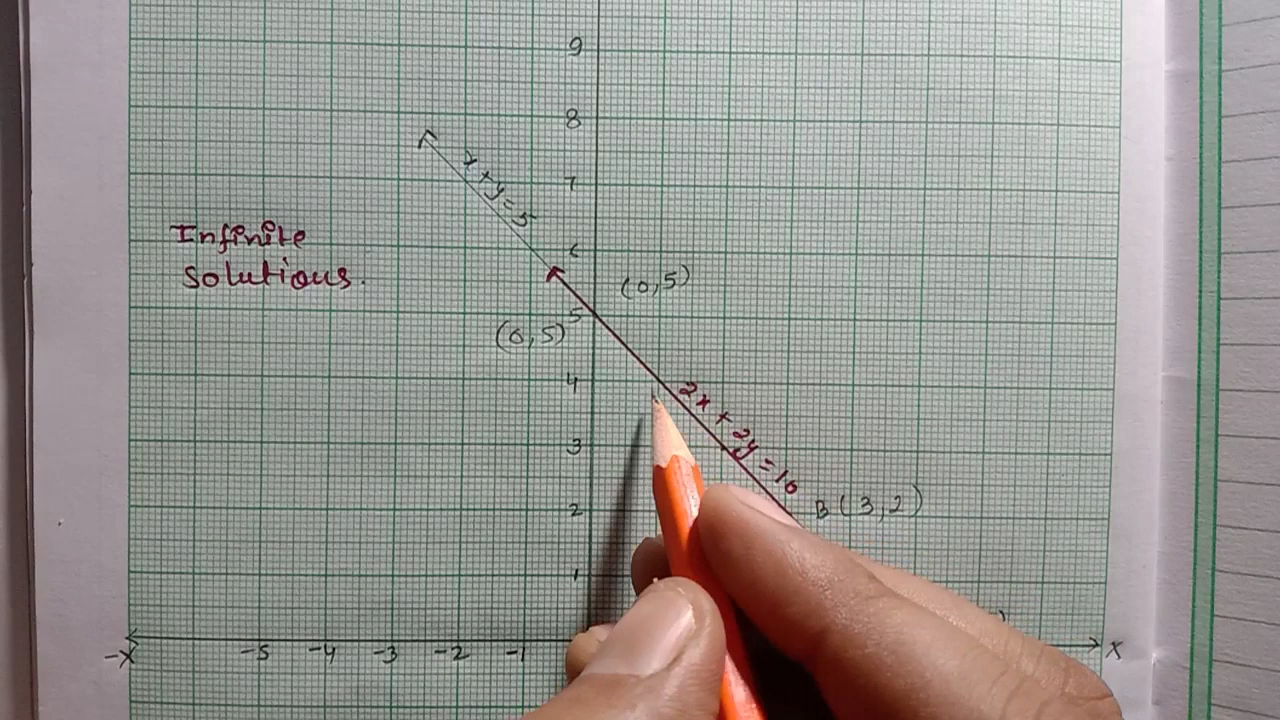 9
8
x+y=5
7
Infinite
6
solutions.
(0,5)
5
(0,5)
4
2x+2y=10
3
B(3,2)
2
1
-X -5 -4 -3 -2 -1 X